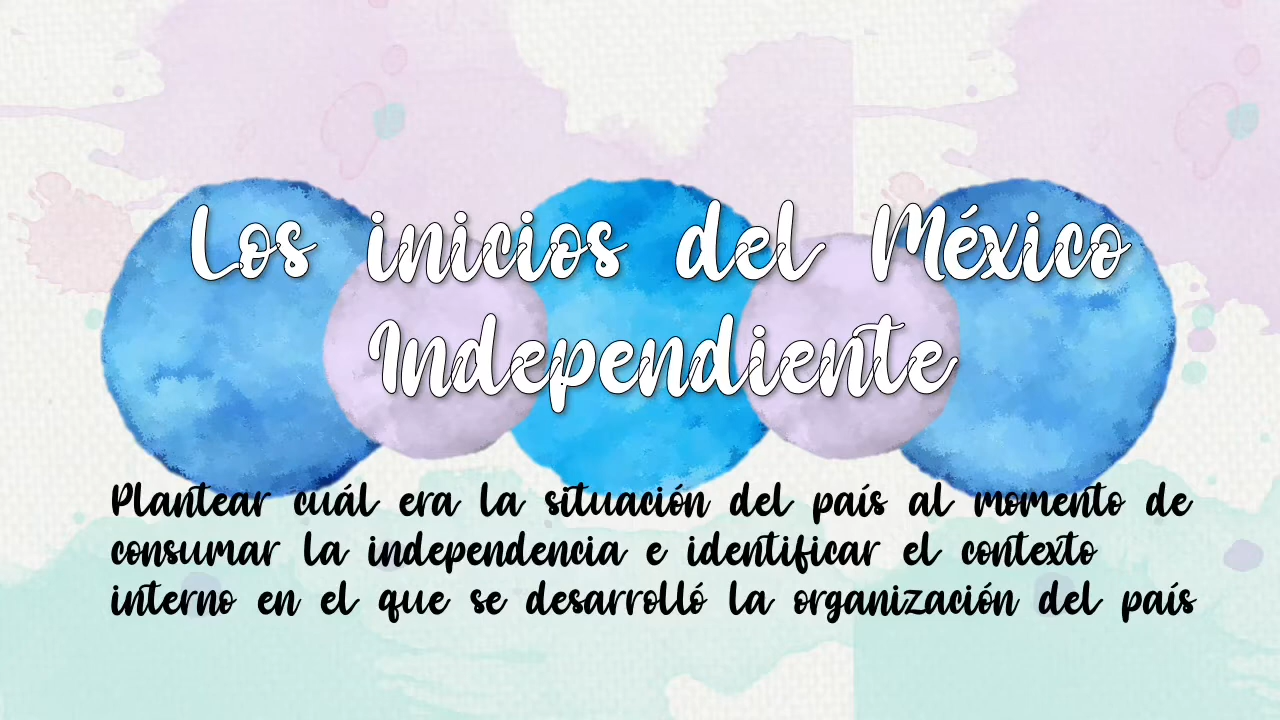 Los inicios del México
Independiente
Plantear cuál era la situación del país al momento de
consumar la independencia e identificar el contexto
interno en el que se desarrolló la organización del país